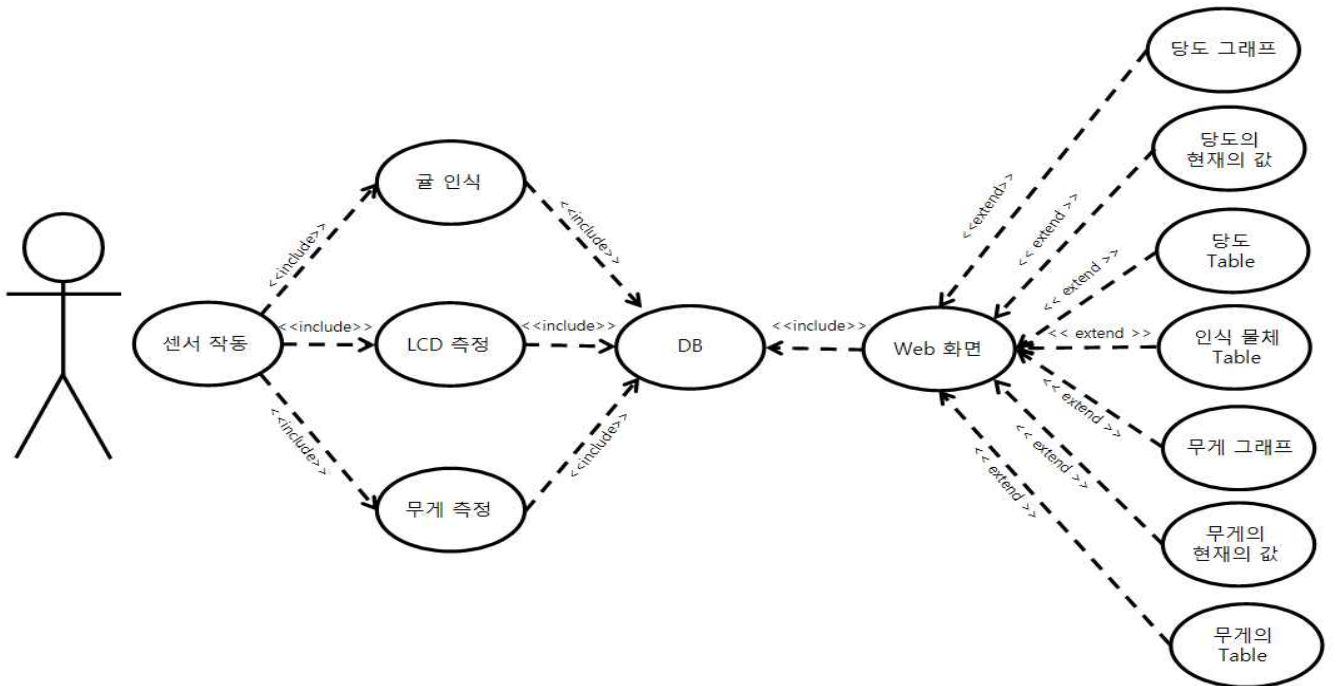 센서 작동
<<include>>
<<include>>
<<include>>
귤 인식
LCD 측정
무게 측정
<<include>>
<<include>>
<<include>>
DB
<<include>>
Web 화면
<<extend>>
<< extend >>
<< extend >>
<< extend >>
<< extend >>
<< extend >>
<< extend >>
당도 그래프
당도의
현재의 값
당도
Table
인식 물체
Table
무게 그래프
무게의
현재의 값
무게의
Table